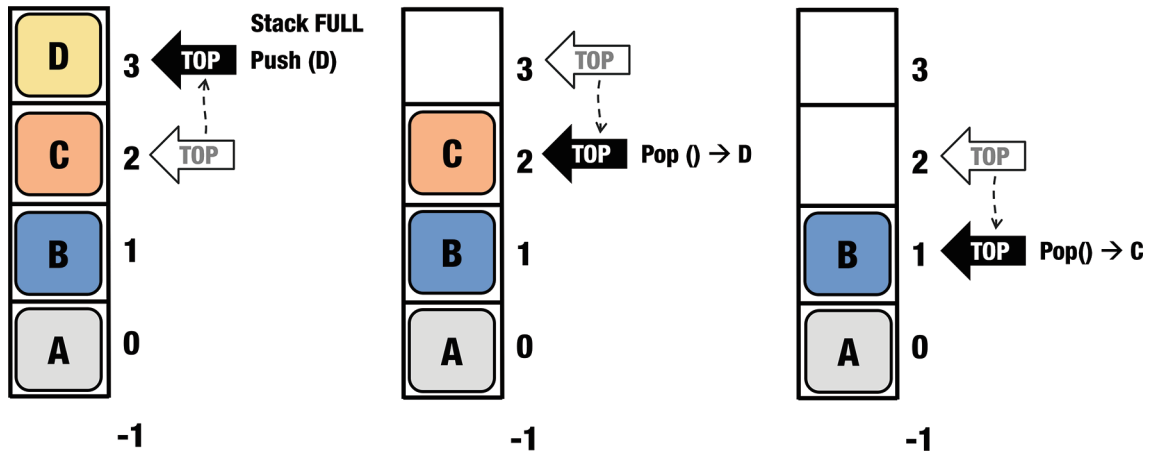 D
3
TOP
Stack FULL
Push (D)
C
2
TOP
B
1
A
0
-1
3
TOP
C
2
TOP
Pop () → D
B
1
A
0
-1
3
2
TOP
B
1
TOP
Pop() → C
A
0
-1